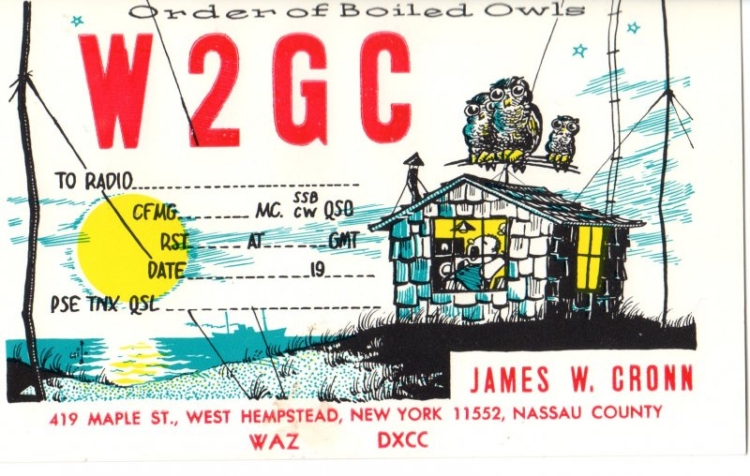 Order of Boiled Owls
W2GC
TO RADIO
CFMG. MC. SSB CW QSO
RST AT GMT
DATE 19
PSE TNX QSL
JAMES W. CRONN
419 MAPLE ST., WEST HEMPSTEAD, NEW YORK 11552, NASSAU COUNTY
WAZ DXCC